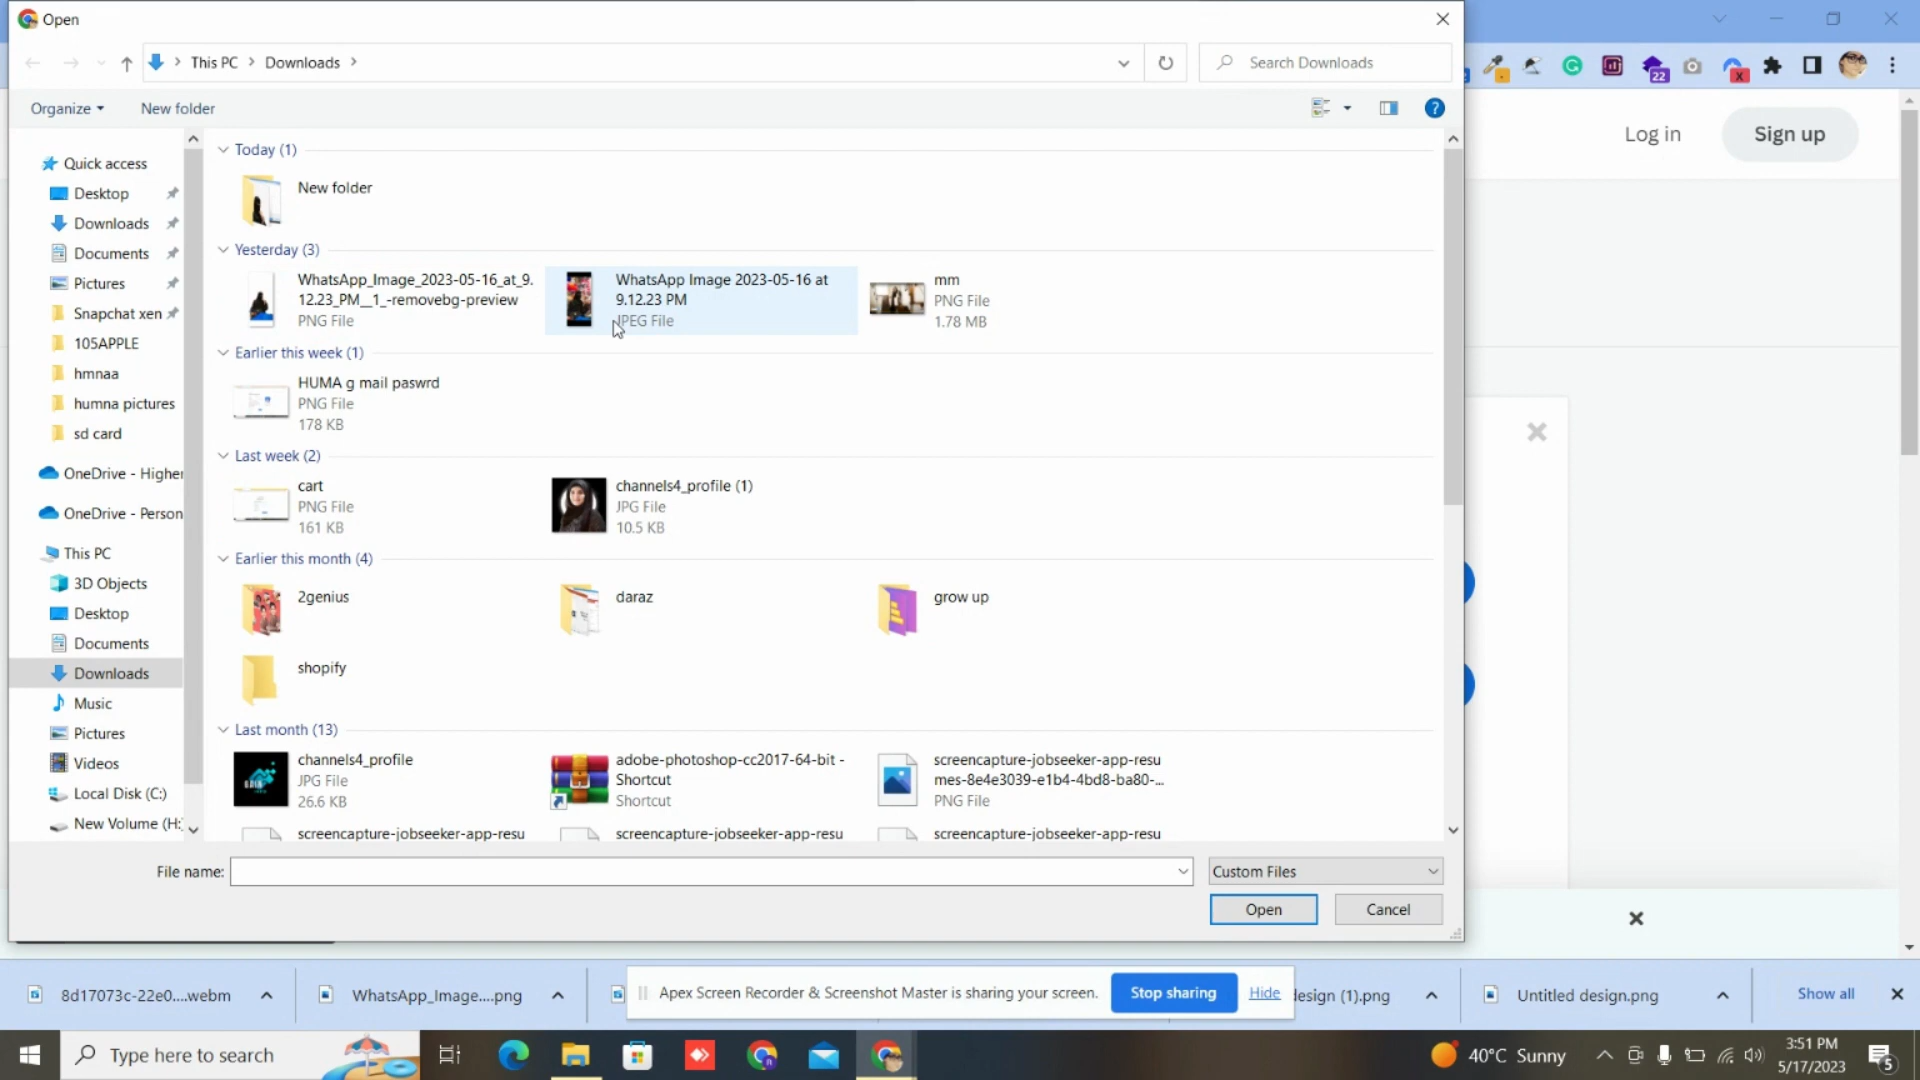 Open
This PC
Downloads
Search Downloads
Organize
New folder
22
X
Log in
Sign up
Quick access
Desktop
Downloads
Documents
Pictures
Snapchat xen
105APPLE
hmnaa
humna pictures
sd card
OneDrive - Higher
OneDrive - Person
This PC
3D Objects
Desktop
Documents
Downloads
Music
Pictures
Videos
Local Disk (C:)
New Volume (H:)
Today (1)
New folder
Yesterday (3)
WhatsApp_Image_2023-05-16_at_9.
12.23_PM__1_-removebg-preview
PNG File
WhatsApp Image 2023-05-16 at
9.12.23 PM
JPEG File
mm
PNG File
1.78 MB
Earlier this week (1)
HUMA g mail paswrd
PNG File
178 KB
Last week (2)
cart
PNG File
161 KB
channels4_profile (1)
JPG File
10.5 KB
Earlier this month (4)
2genius
daraz
grow up
shopify
Last month (13)
channels4_profile
JPG File
26.6 KB
adobe-photoshop-cc2017-64-bit -
Shortcut
Shortcut
screencapture-jobseeker-app-resu
mes-8e4e3039-e1b4-4bd8-ba80-...
PNG File
screencapture-jobseeker-app-resu
screencapture-jobseeker-app-resu
screencapture-jobseeker-app-resu
File name:
Custom Files
Open
Cancel
8d17073c-22e0....webm
WhatsApp_Image....png
Apex Screen Recorder & Screenshot Master is sharing your screen.
Stop sharing
Hide
design (1).png
Untitled design.png
Show all
Type here to search
40°C Sunny
3:51 PM
5/17/2023
5